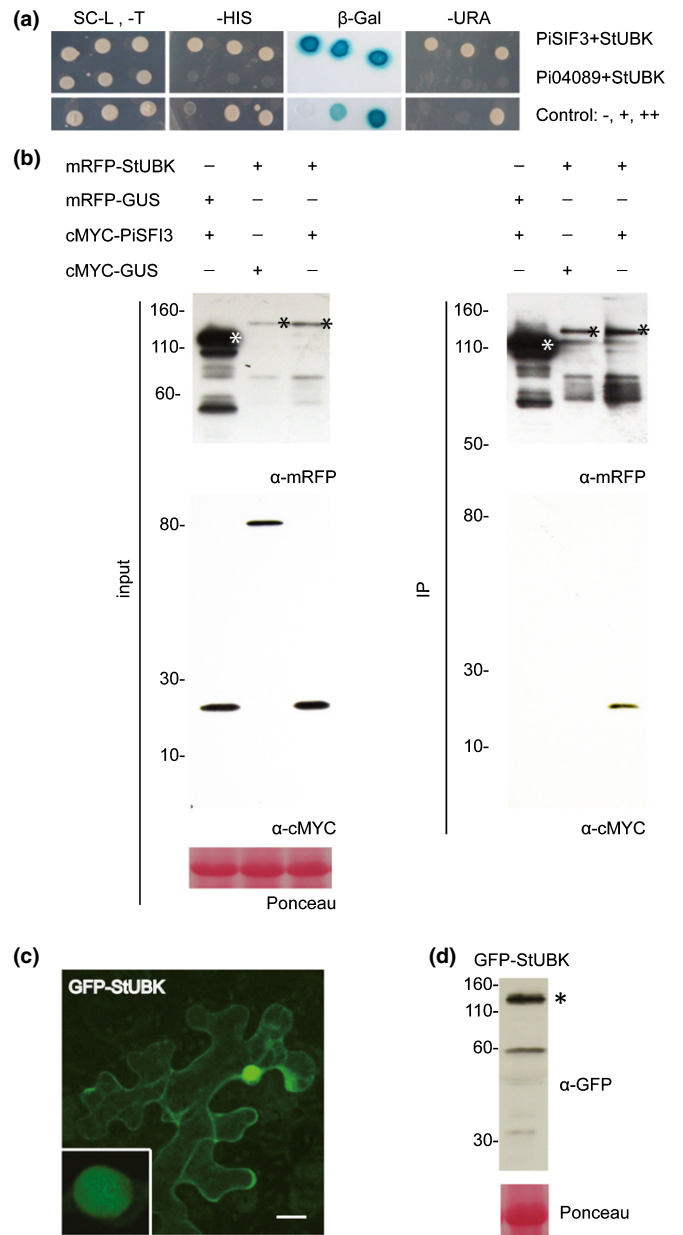 (a)
SC-L , -T -HIS β-Gal -URA
PiSIF3+StUBK
Pi04089+StUBK
Control: -, +, ++
(b)
mRFP-StUBK – + + – + +
mRFP-GUS + – – + – –
cMYC-PiSFI3 + – + + – +
cMYC-GUS – + – – + –
input
160-
110-
60-
*
*
*
α-mRFP
80-
30-
10-
α-cMYC
Ponceau
IP
160-
110-
50-
*
*
*
α-mRFP
80-
30-
10-
α-cMYC
(c)
GFP-StUBK
(d)
GFP-StUBK
160-
110-
60-
30-
*
α-GFP
Ponceau